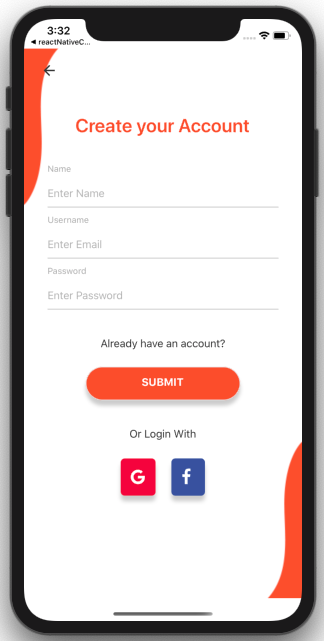 3:32
◀ reactNativeC...
Create your Account
Name
Enter Name
Username
Enter Email
Password
Enter Password
Already have an account?
SUBMIT
Or Login With
G
f